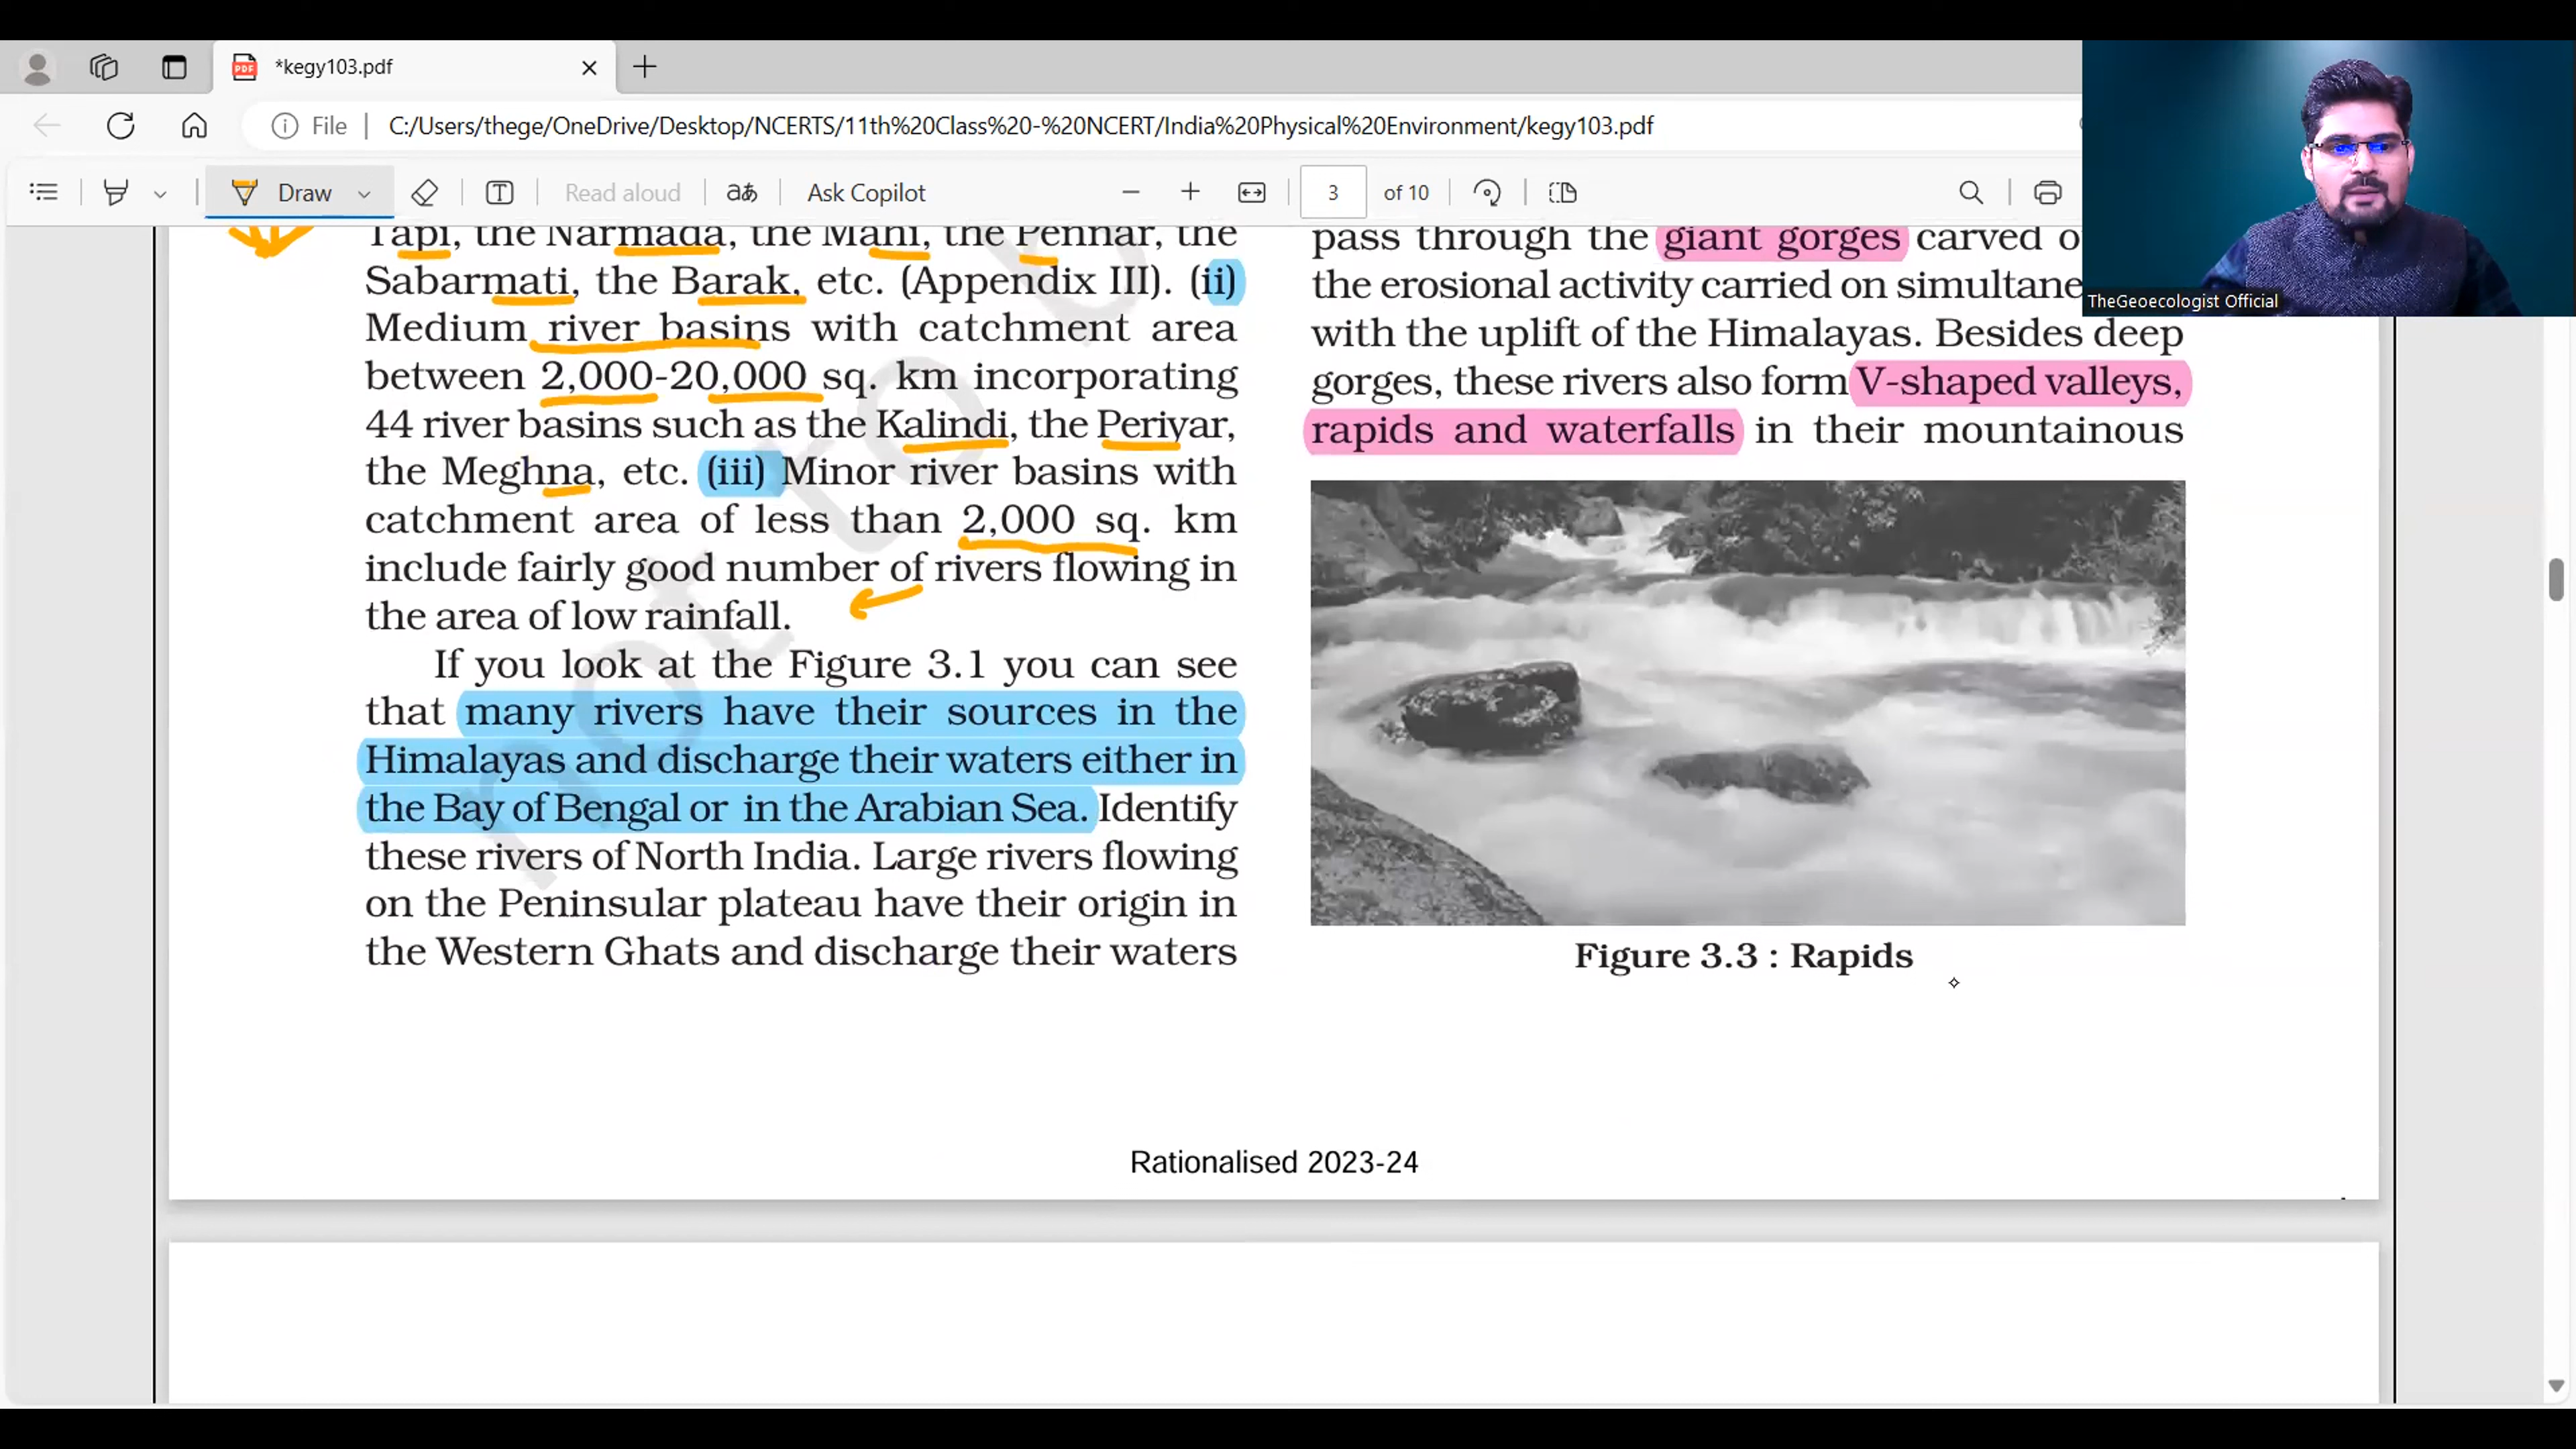 *kegy103.pdf
File
C:/Users/thege/OneDrive/Desktop/NCERTS/11th%20Class%20-%20NCERT/India%20Physical%20Environment/kegy103.pdf
Draw
Read aloud
aあ
Ask Copilot
3 of 10
TheGeoecologist Official
Tapi, the Narmada, the Mahi, the Pennar, the
Sabarmati, the Barak, etc. (Appendix III). (ii)
Medium river basins with catchment area
between 2,000-20,000 sq. km incorporating
44 river basins such as the Kalindi, the Periyar,
the Meghna, etc. (iii) Minor river basins with
catchment area of less than 2,000 sq. km
include fairly good number of rivers flowing in
the area of low rainfall.
If you look at the Figure 3.1 you can see
that many rivers have their sources in the
Himalayas and discharge their waters either in
the Bay of Bengal or in the Arabian Sea. Identify
these rivers of North India. Large rivers flowing
on the Peninsular plateau have their origin in
the Western Ghats and discharge their waters
pass through the giant gorges carved o
the erosional activity carried on simultane
with the uplift of the Himalayas. Besides deep
gorges, these rivers also form V-shaped valleys,
rapids and waterfalls in their mountainous
Figure 3.3 : Rapids
not to b
Rationalised 2023-24